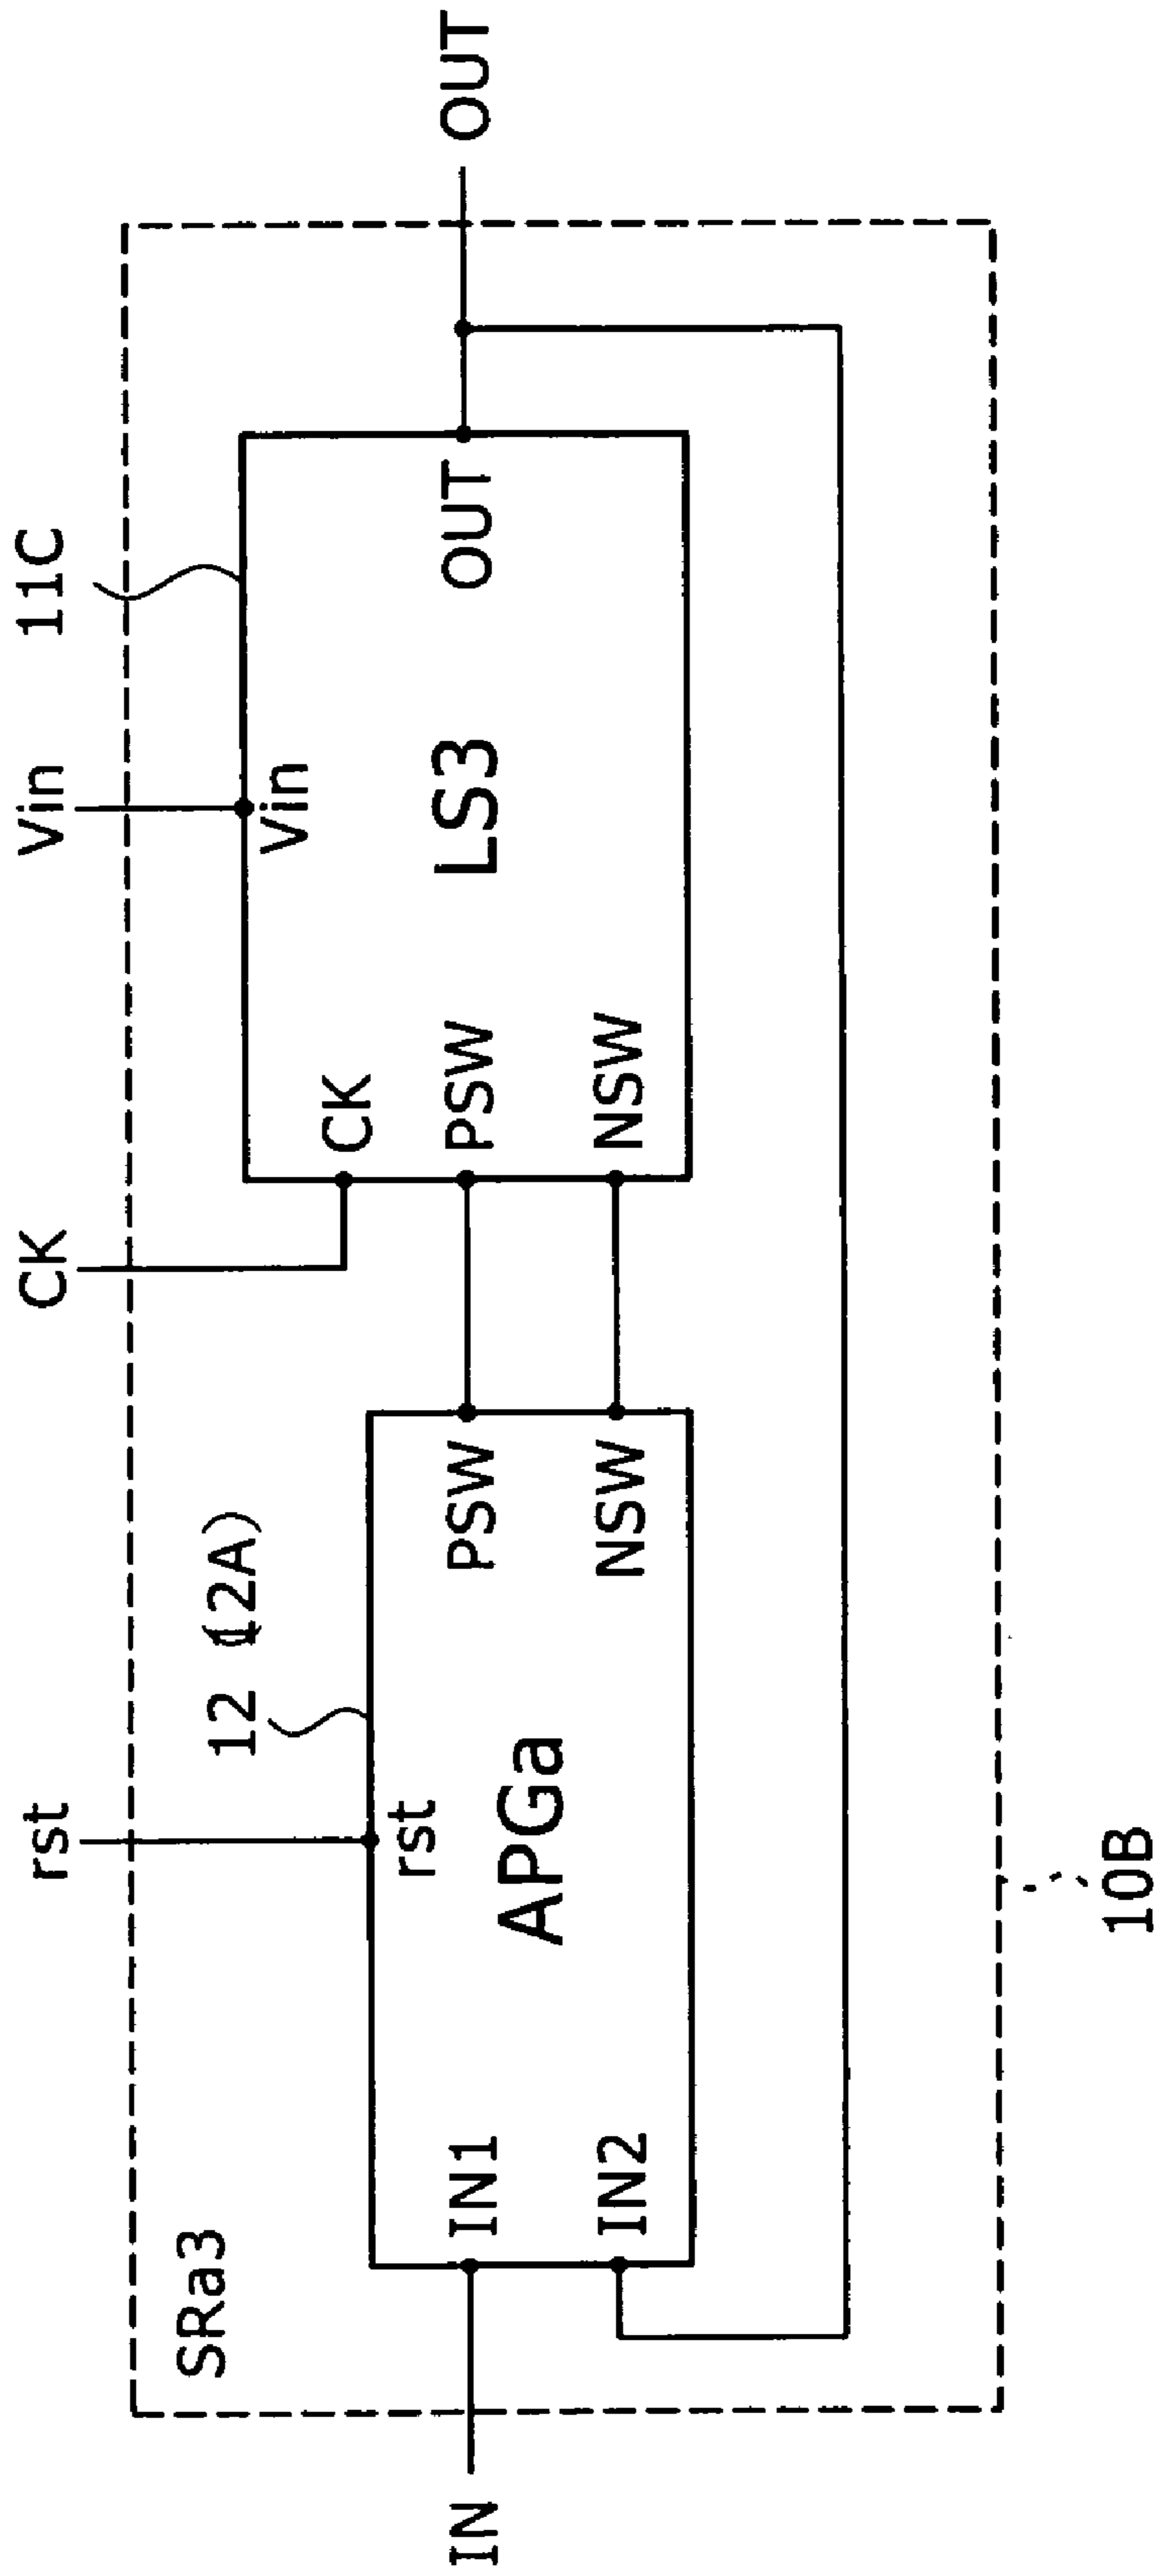 rst
CK
Vin
SRa3
12 (12A)
11C
IN
IN1
IN2
rst
APGa
PSW
NSW
CK
PSW
NSW
Vin
LS3
OUT
OUT
10B